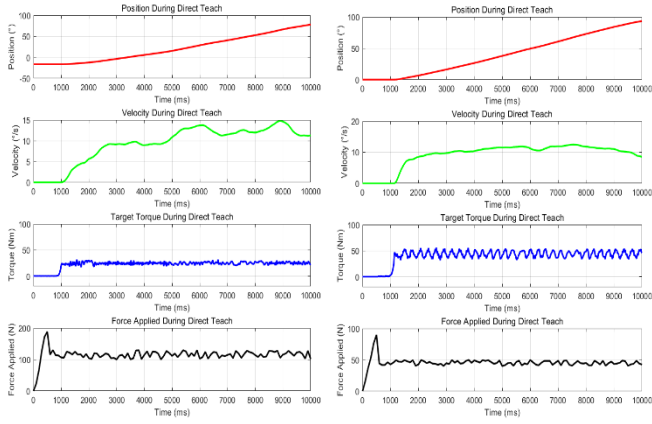 Position During Direct Teach
Position (°)
100
50
0
-50
0 1000 2000 3000 4000 5000 6000 7000 8000 9000 10000
Time (ms)
Velocity During Direct Teach
Velocity (°/s)
15
10
5
0
0 1000 2000 3000 4000 5000 6000 7000 8000 9000 10000
Time (ms)
Target Torque During Direct Teach
Torque (Nm)
100
50
0
0 1000 2000 3000 4000 5000 6000 7000 8000 9000 10000
Time (ms)
Force Applied During Direct Teach
Force Applied (N)
200
100
0
0 1000 2000 3000 4000 5000 6000 7000 8000 9000 10000
Time (ms)
Position During Direct Teach
Position (°)
100
50
0
0 1000 2000 3000 4000 5000 6000 7000 8000 9000 10000
Time (ms)
Velocity During Direct Teach
Velocity (°/s)
20
10
0
0 1000 2000 3000 4000 5000 6000 7000 8000 9000 10000
Time (ms)
Target Torque During Direct Teach
Torque (Nm)
100
50
0
0 1000 2000 3000 4000 5000 6000 7000 8000 9000 10000
Time (ms)
Force Applied During Direct Teach
Force Applied (N)
100
50
0
0 1000 2000 3000 4000 5000 6000 7000 8000 9000 10000
Time (ms)